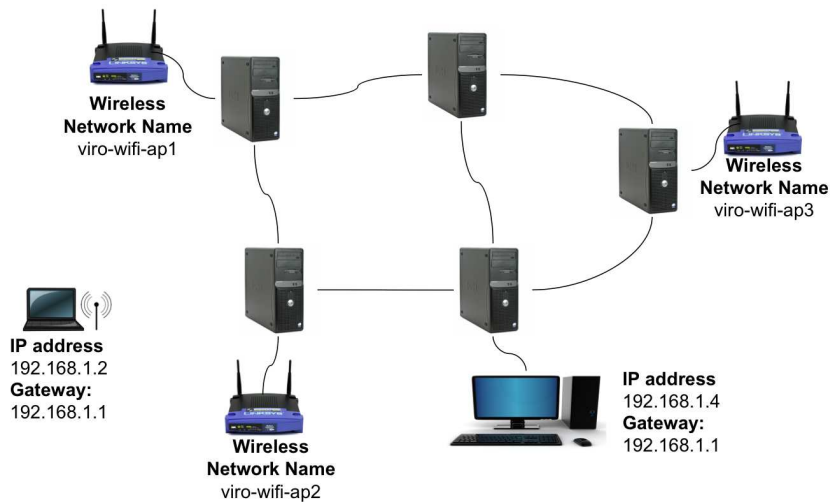 Wireless
Network Name
viro-wifi-ap1
Wireless
Network Name
viro-wifi-ap3
IP address
192.168.1.2
Gateway:
192.168.1.1
IP address
192.168.1.4
Gateway:
192.168.1.1
Wireless
Network Name
viro-wifi-ap2